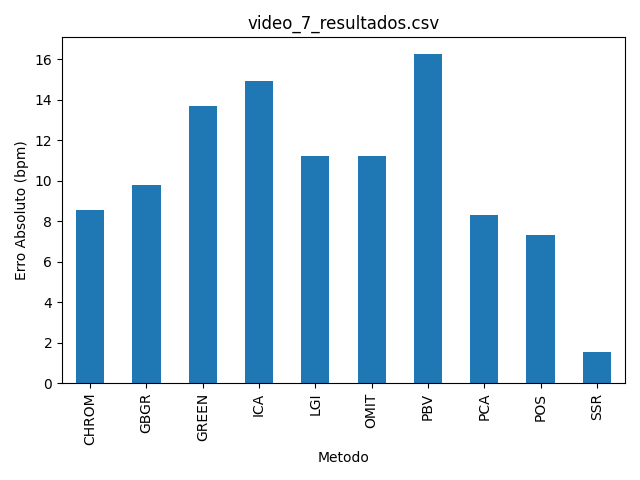 video_7_resultados.csv
Erro Absoluto (bpm)
16
14
12
10
8
6
4
2
0
CHROM
GBGR
GREEN
ICA
LGI
OMIT
PBV
PCA
POS
SSR
Metodo